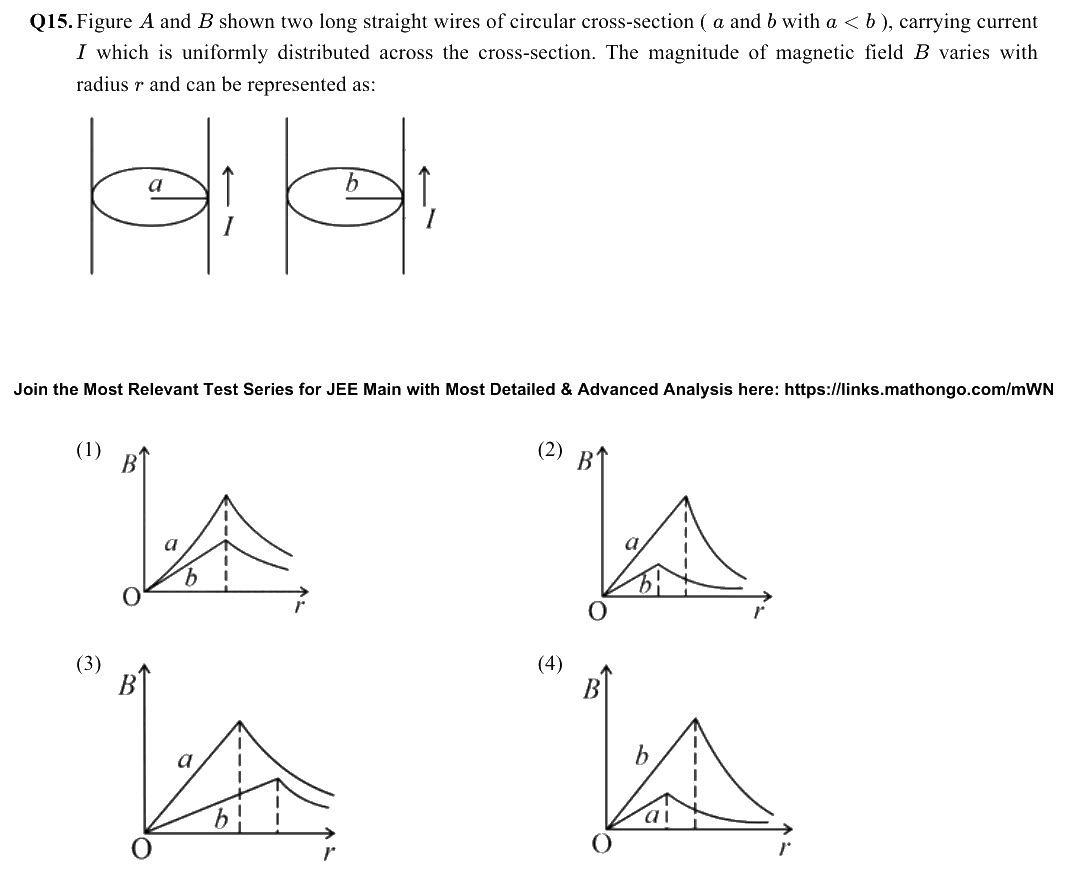 Q15. Figure A and B shown two long straight wires of circular cross-section ( a and b with a < b ), carrying current
I which is uniformly distributed across the cross-section. The magnitude of magnetic field B varies with
radius r and can be represented as:
a
I
b
I
Join the Most Relevant Test Series for JEE Main with Most Detailed & Advanced Analysis here: https://links.mathongo.com/mWN
(1)
B
a
b
O
r
(2)
B
a
b
O
r
(3)
B
a
b
O
r
(4)
B
b
a
O
r